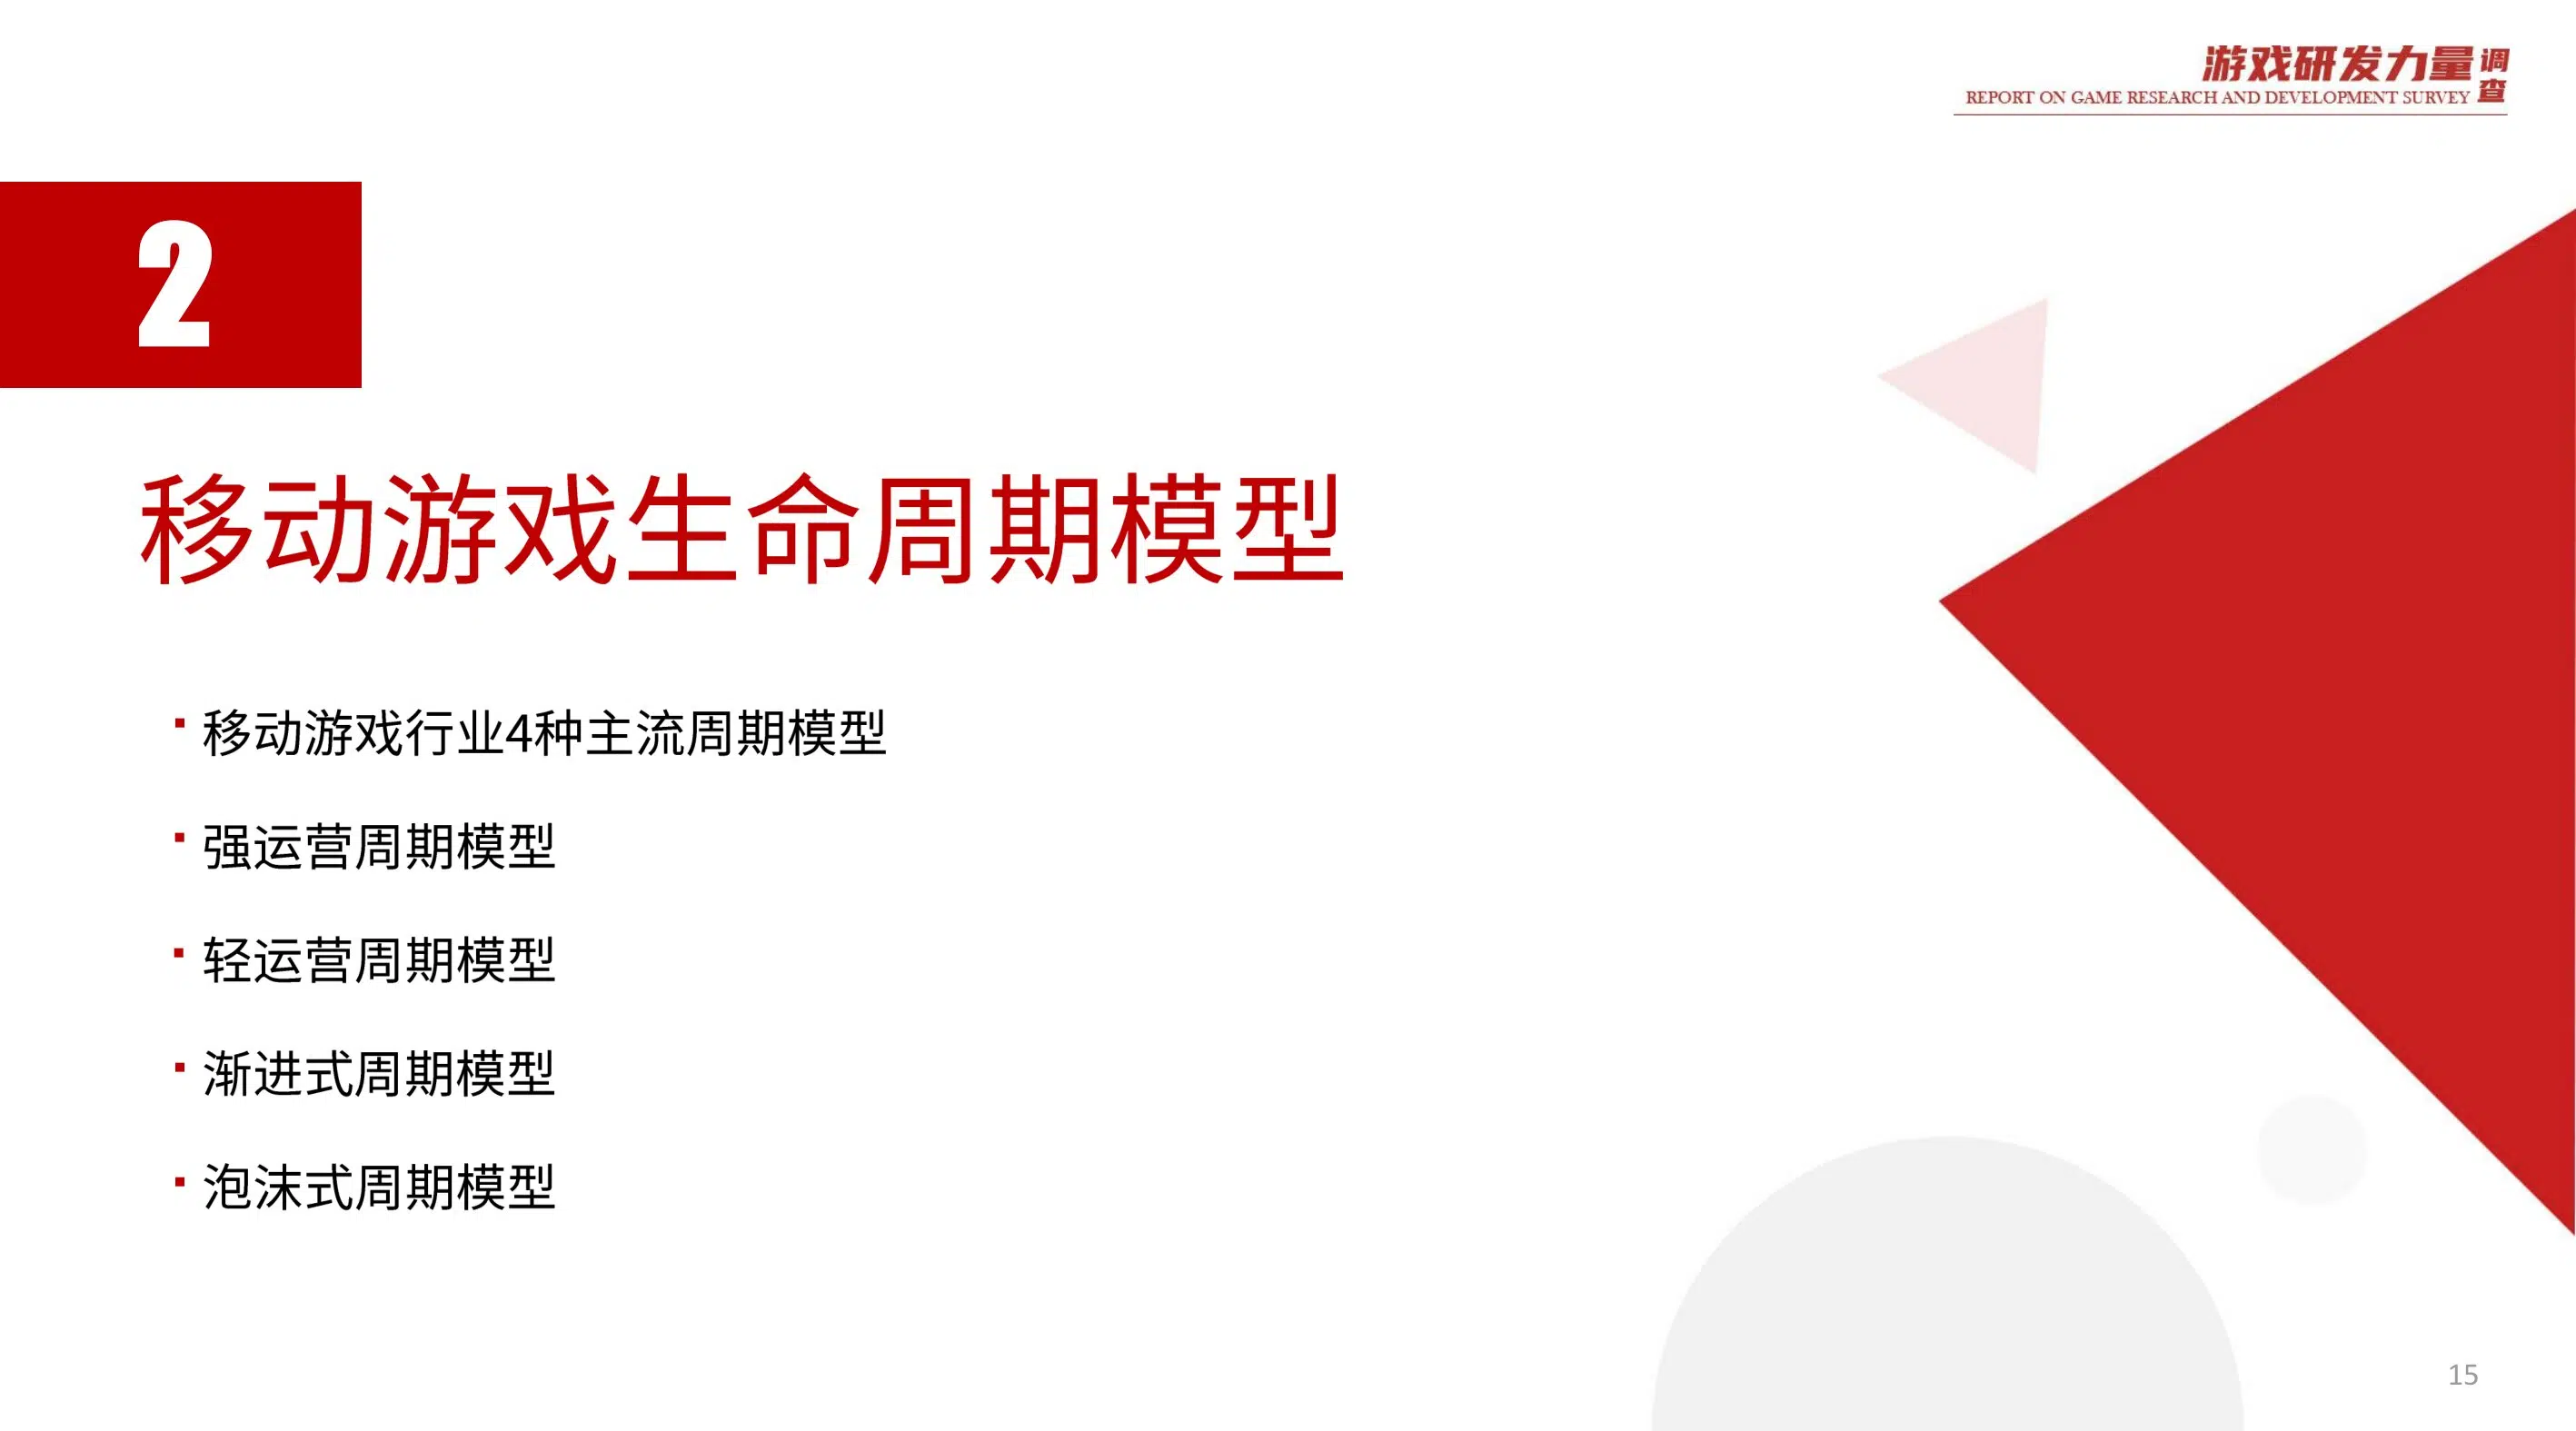 游戏研发力量调查
REPORT ON GAME RESEARCH AND DEVELOPMENT SURVEY
2
移动游戏生命周期模型
移动游戏行业4种主流周期模型
强运营周期模型
轻运营周期模型
渐进式周期模型
泡沫式周期模型
15